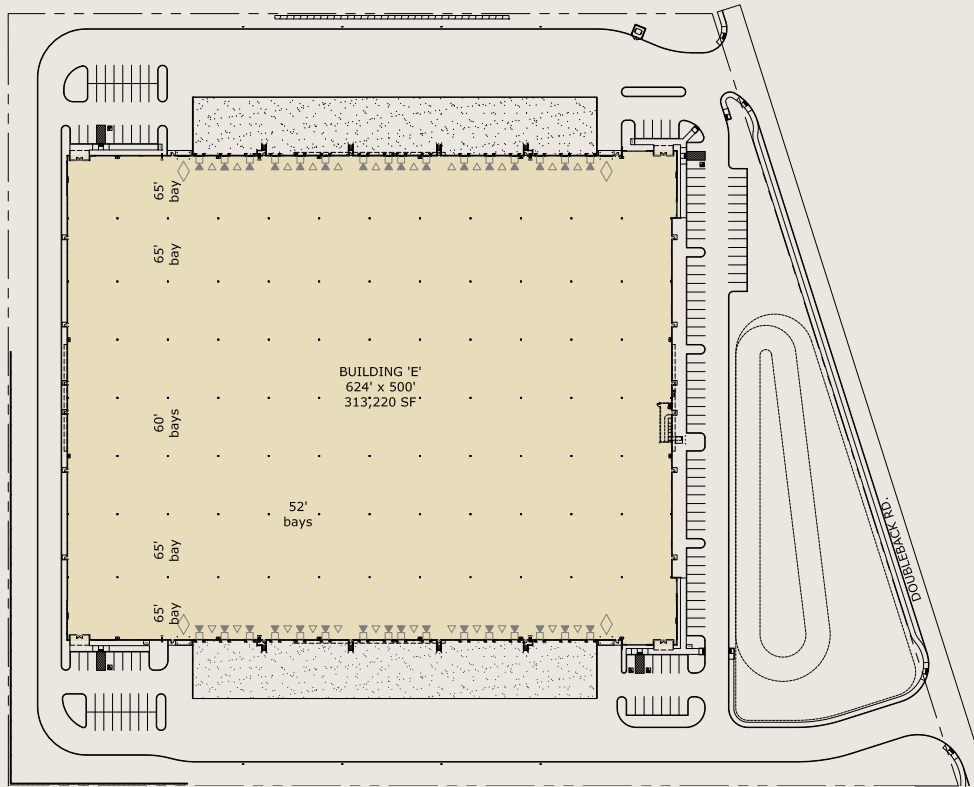 65'
bay
65'
bay
BUILDING 'E'
624' x 500'
313,220 SF
60'
bays
52'
bays
65'
bay
65'
bay
DOUBLEBACK RD.